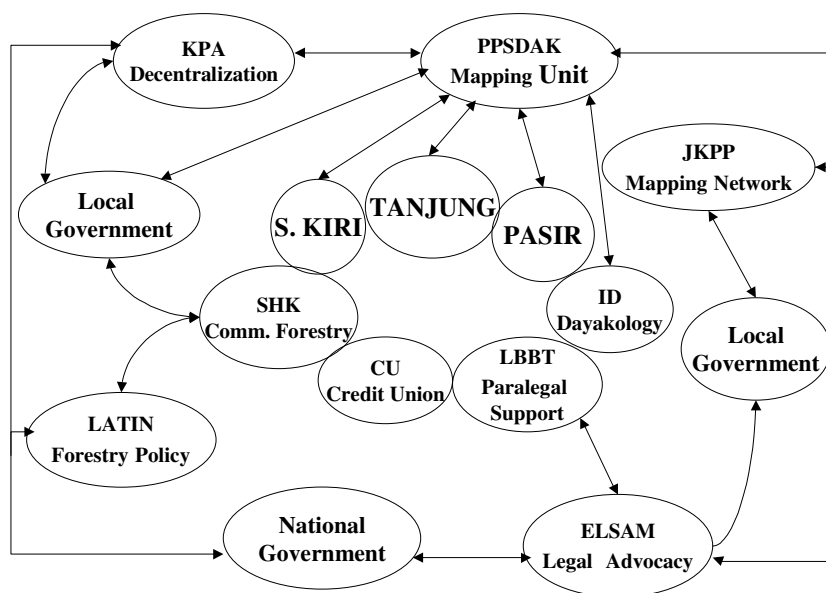 KPA
Decentralization
PPSDAK
Mapping Unit
JKPP
Mapping Network
Local
Government
S. KIRI
TANJUNG
PASIR
SHK
Comm. Forestry
ID
Dayakology
Local
Government
CU
Credit Union
LBBT
Paralegal
Support
LATIN
Forestry Policy
National
Government
ELSAM
Legal Advocacy